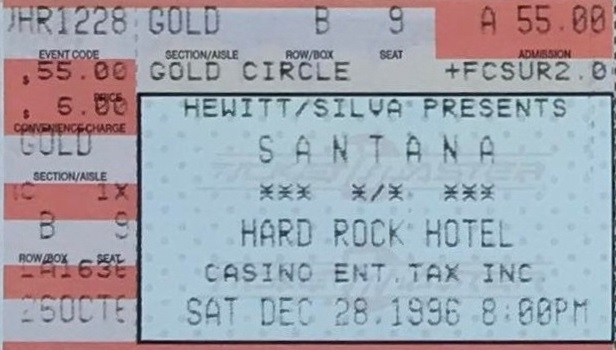 JHR1228 GOLD B 9 A 55.00
EVENT CODE SECTION/AISLE ROW/BOX SEAT ADMISSION
$ 55.00 GOLD CIRCLE +FCSUR2.0
PRICE
$ 6.00 HEWITT/SILVA PRESENTS
CONVENIENCE CHARGE
GOLD S A N T A N A
SECTION/AISLE
1X *** */* ***
B 9 HARD ROCK HOTEL
ROW/BOX SEAT
CASINO ENT.TAX INC
SAT DEC 28,1996 8:00PM